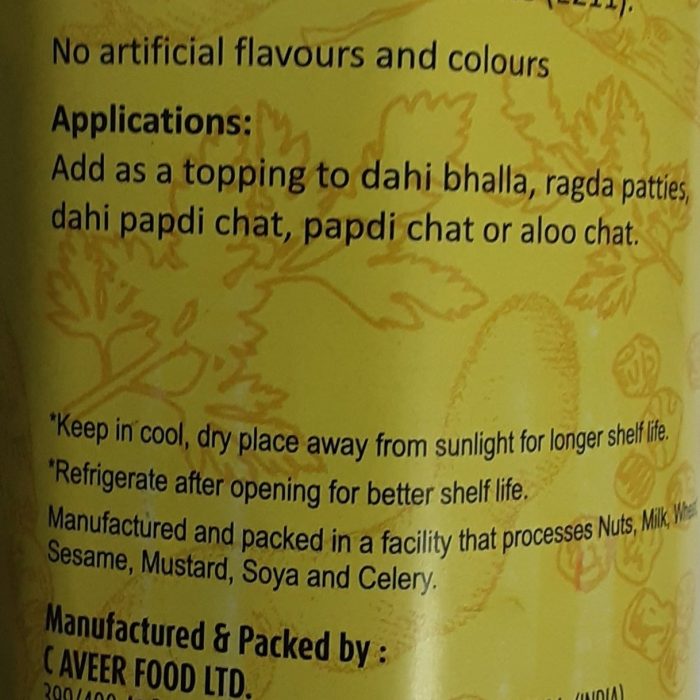 (2211).
No artificial flavours and colours
Applications:
Add as a topping to dahi bhalla, ragda patties,
dahi papdi chat, papdi chat or aloo chat.
*Keep in cool, dry place away from sunlight for longer shelf life.
*Refrigerate after opening for better shelf life.
Manufactured and packed in a facility that processes Nuts, Milk,
Sesame, Mustard, Soya and Celery.
Manufactured & Packed by :
AVEER FOOD LTD.
(INDIA)